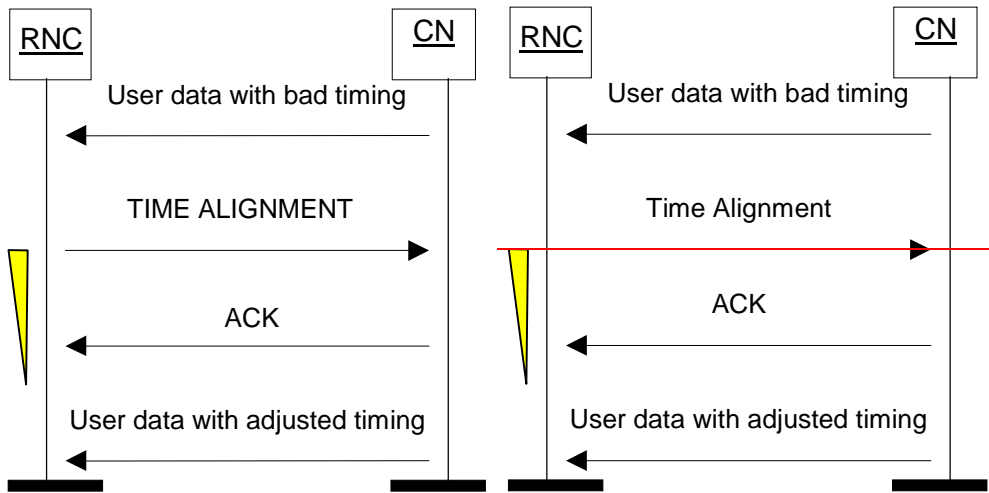 RNC
CN
User data with bad timing
TIME ALIGNMENT
ACK
User data with adjusted timing
RNC
CN
User data with bad timing
Time Alignment
ACK
User data with adjusted timing